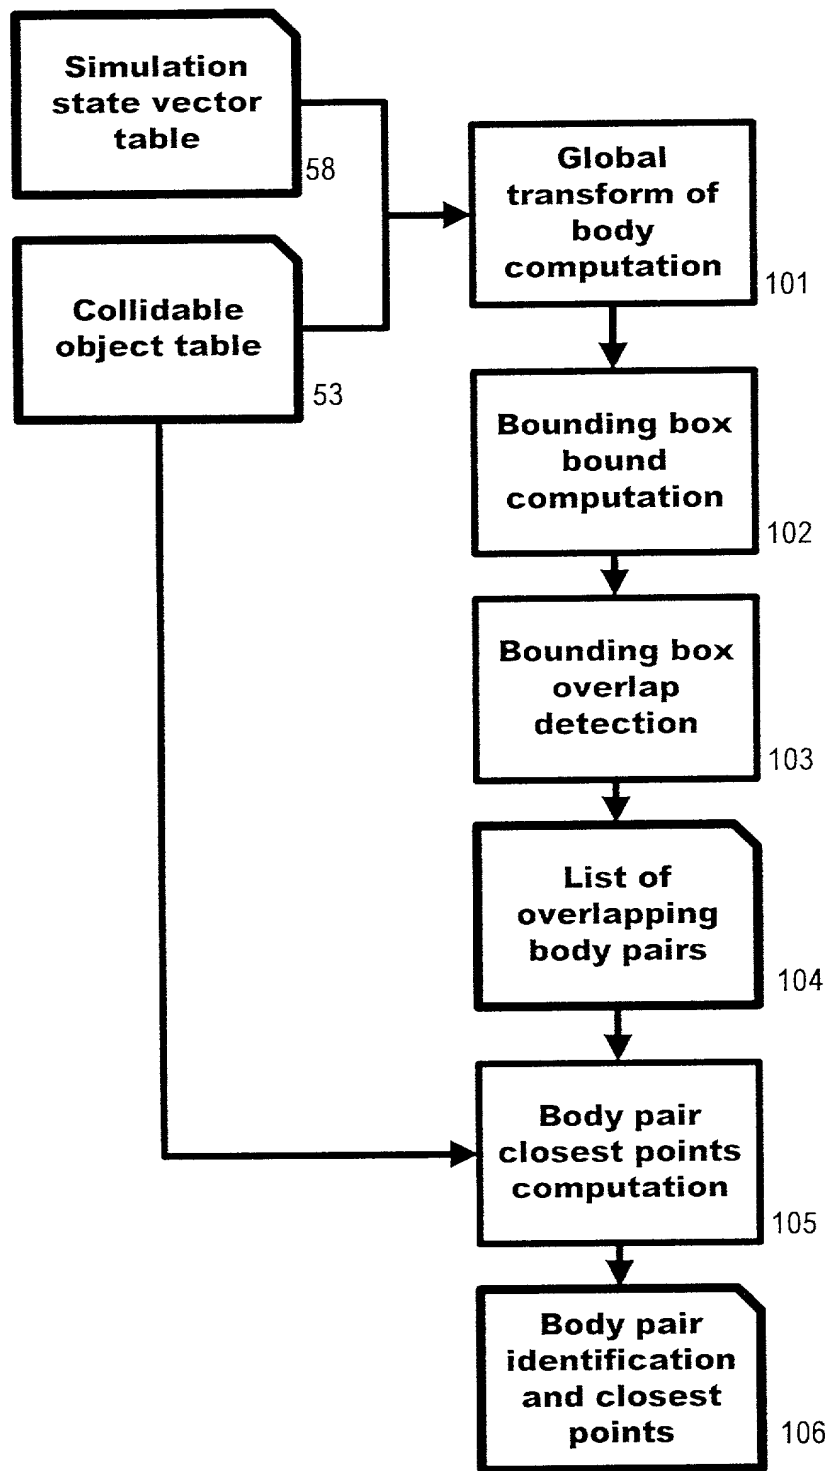 Simulation
state vector
table
58
Collidable
object table
53
Global
transform of
body
computation
101
Bounding box
bound
computation
102
Bounding box
overlap
detection
103
List of
overlapping
body pairs
104
Body pair
closest points
computation
105
Body pair
identification
and closest
points
106